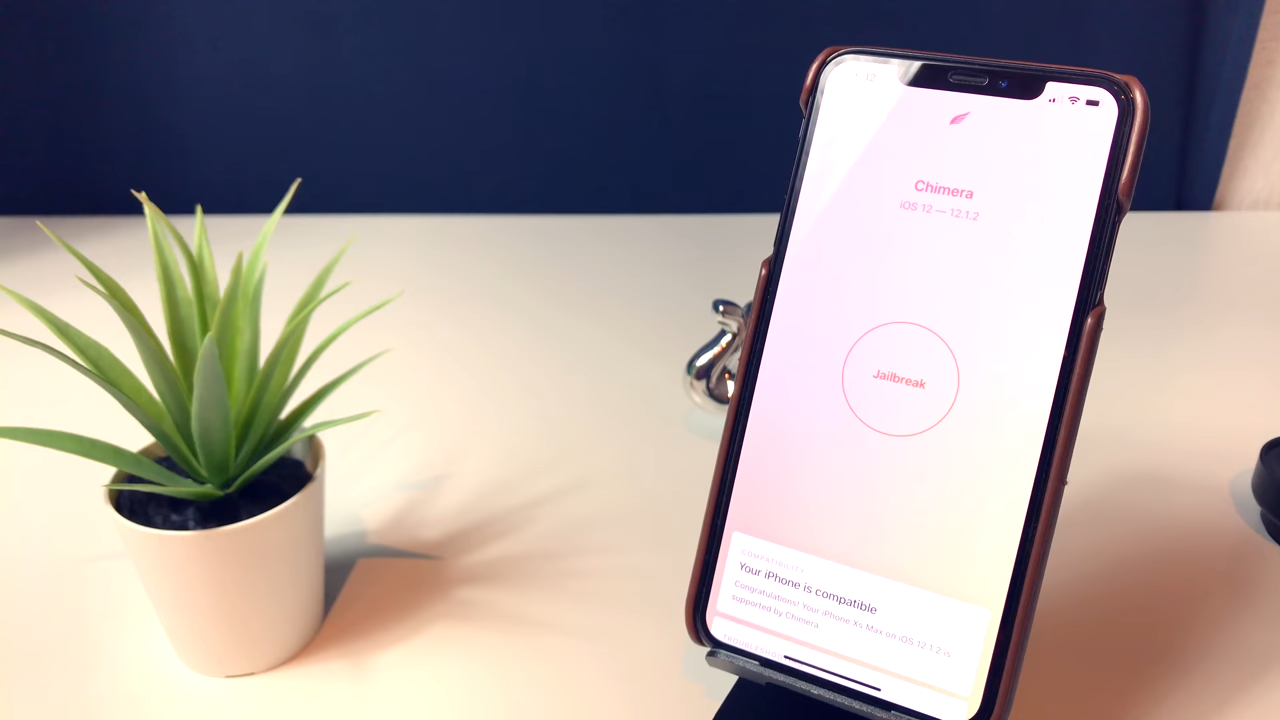 Chimera
iOS 12 — 12.1.2
Jailbreak
COMPATIBILITY
Your iPhone is compatible
Congratulations! Your iPhone Xs Max on iOS 12.1.2 is
supported by Chimera.